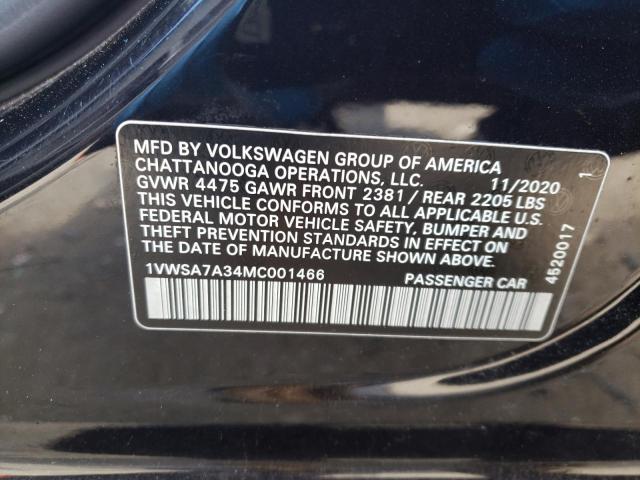 MFD BY VOLKSWAGEN GROUP OF AMERICA
CHATTANOOGA OPERATIONS, LLC. 11/2020
GVWR 4475 GAWR FRONT 2381 / REAR 2205 LBS
THIS VEHICLE CONFORMS TO ALL APPLICABLE U.S.
FEDERAL MOTOR VEHICLE SAFETY, BUMPER AND
THEFT PREVENTION STANDARDS IN EFFECT ON
THE DATE OF MANUFACTURE SHOWN ABOVE.
1VWSA7A34MC001466 PASSENGER CAR
1
4520017